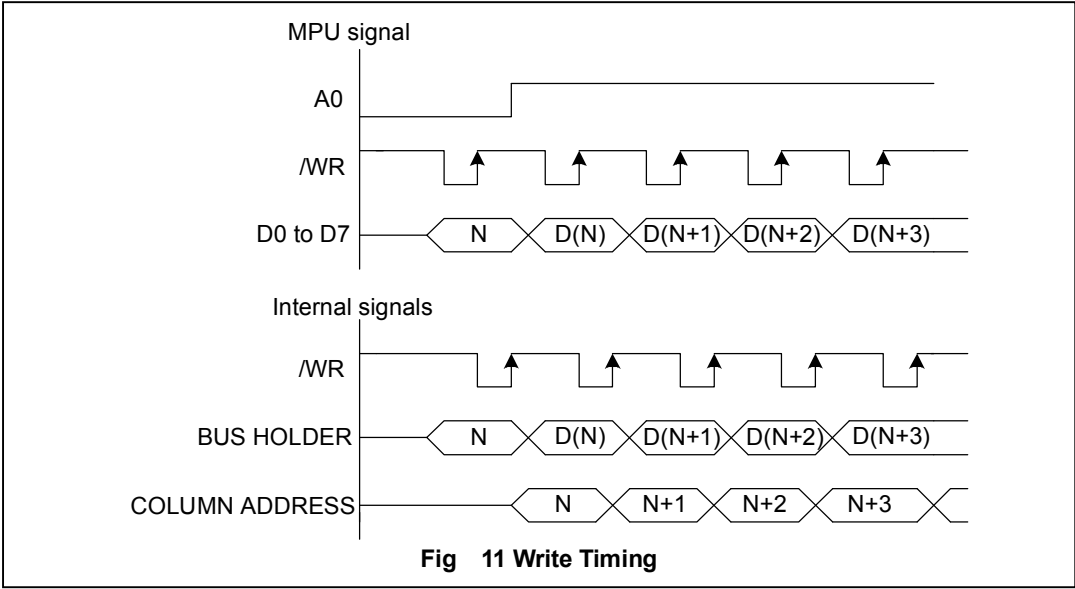 MPU signal
A0
/WR
D0 to D7 N D(N) D(N+1) D(N+2) D(N+3)
Internal signals
/WR
BUS HOLDER N D(N) D(N+1) D(N+2) D(N+3)
COLUMN ADDRESS N N+1 N+2 N+3
Fig 11 Write Timing